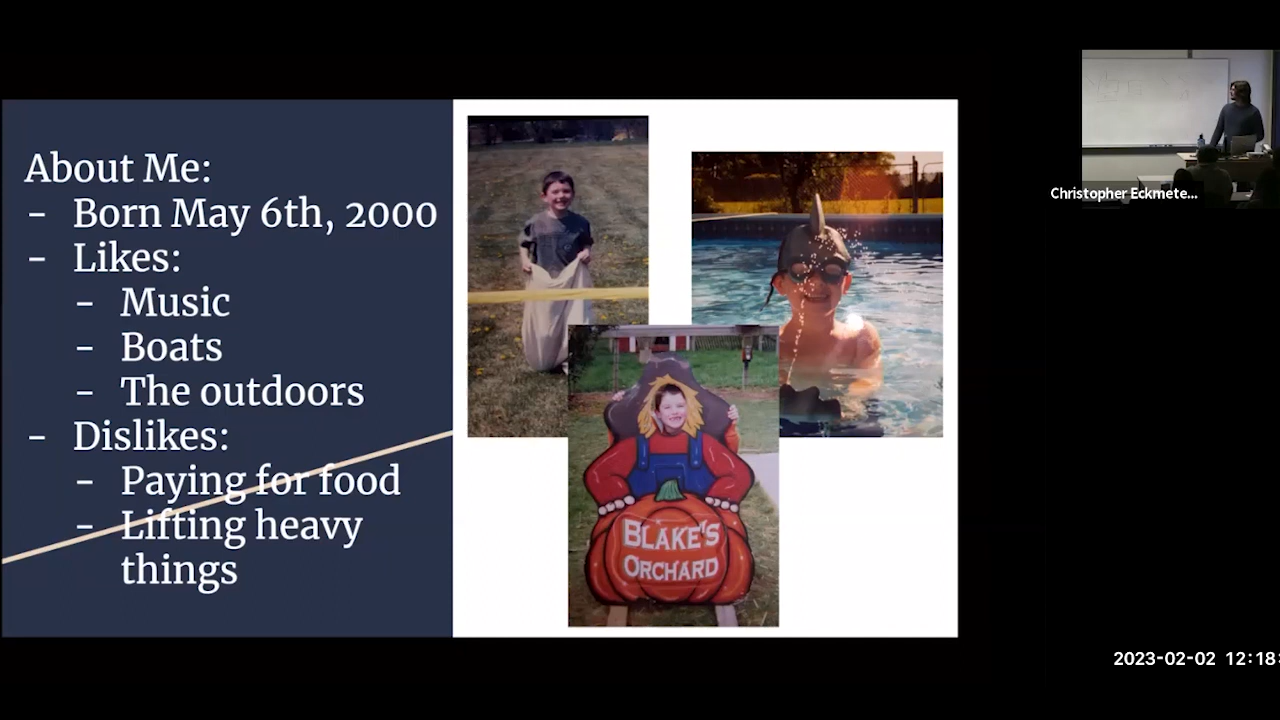 About Me:
- Born May 6th, 2000
- Likes:
- Music
- Boats
- The outdoors
- Dislikes:
- Paying for food
- Lifting heavy
things
BLAKE'S
ORCHARD
Christopher Eckmete...
2023-02-02 12:18: